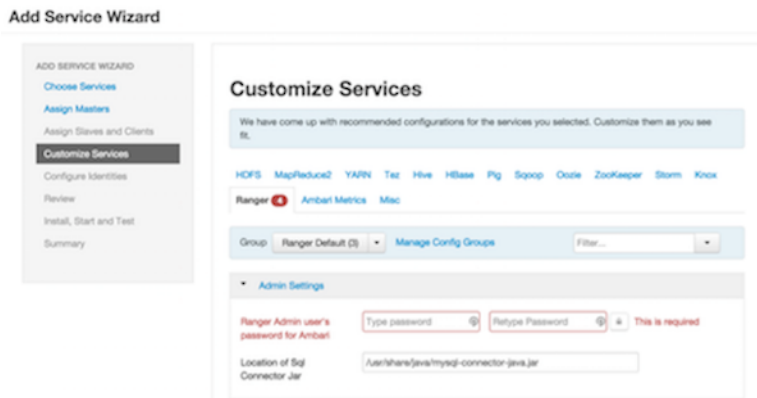 Add Service Wizard
ADD SERVICE WIZARD
Choose Services
Assign Masters
Assign Slaves and Clients
Customize Services
Configure Identities
Review
Install, Start and Test
Summary
Customize Services
We have come up with recommended configurations for the services you selected. Customize them as you see
fit.
HDFS MapReduce2 YARN Tez Hive HBase Pig Sqoop Oozie ZooKeeper Storm Knox
Ranger 4 Ambari Metrics Misc
Group Ranger Default (3) Manage Config Groups Filter...
Admin Settings
Ranger Admin user's
password for Ambari
Type password Retype Password This is required
Location of Sql
Connector Jar
/usr/share/java/mysql-connector-java.jar